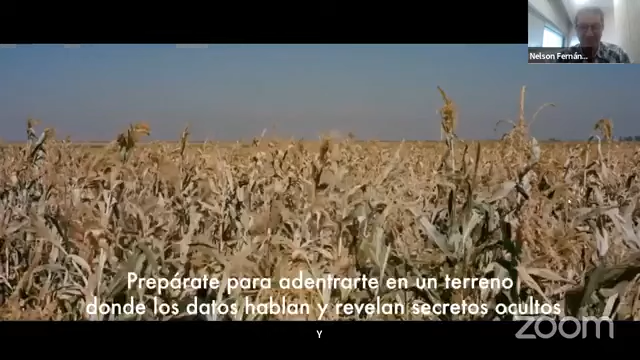 Nelson Fernán...
Prepárate para adentrarte en un terreno
donde los datos hablan y revelan secretos ocultos
zoom
Y